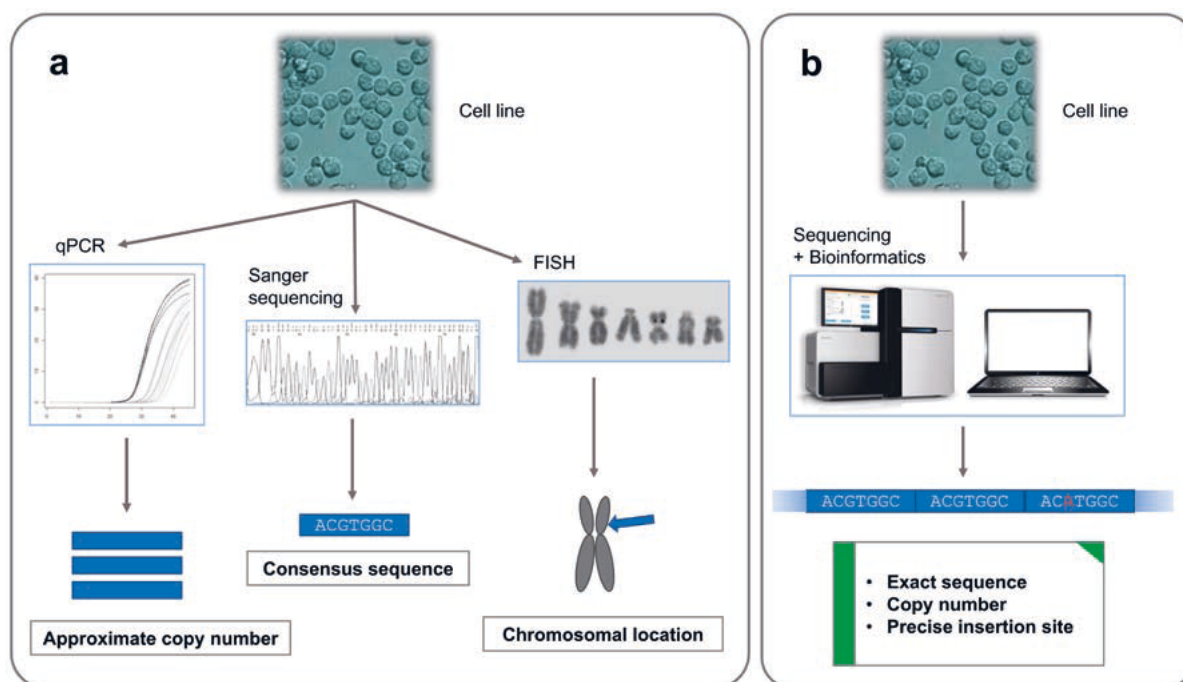 a
Cell line
qPCR
Sanger
sequencing
FISH
ACGTGGC
Consensus sequence
Approximate copy number
Chromosomal location
b
Cell line
Sequencing
+ Bioinformatics
ACGTGGC ACGTGGC ACATGGC
• Exact sequence
• Copy number
• Precise insertion site